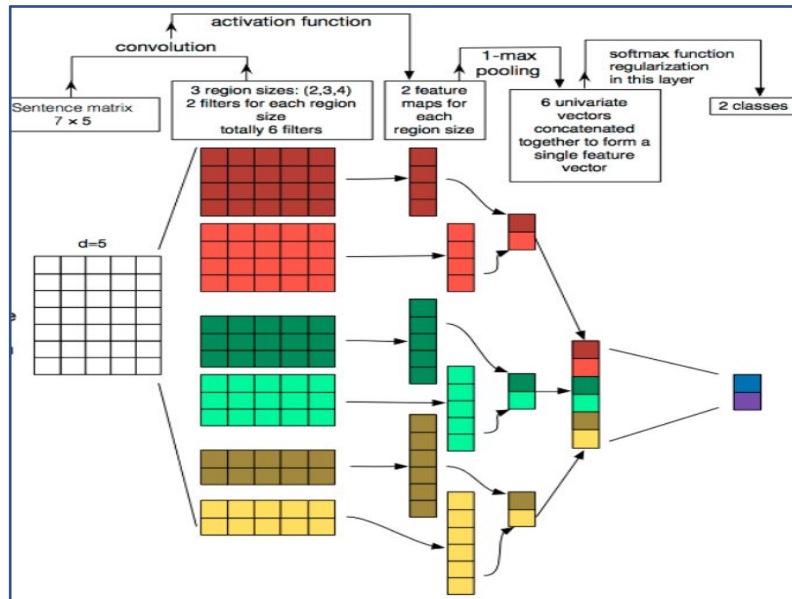 activation function
convolution
1-max
pooling
softmax function
regularization
in this layer
Sentence matrix
7 × 5
3 region sizes: (2,3,4)
2 filters for each region
size
totally 6 filters
2 feature
maps for
each
region size
6 univariate
vectors
concatenated
together to form a
single feature
vector
2 classes
d=5
e